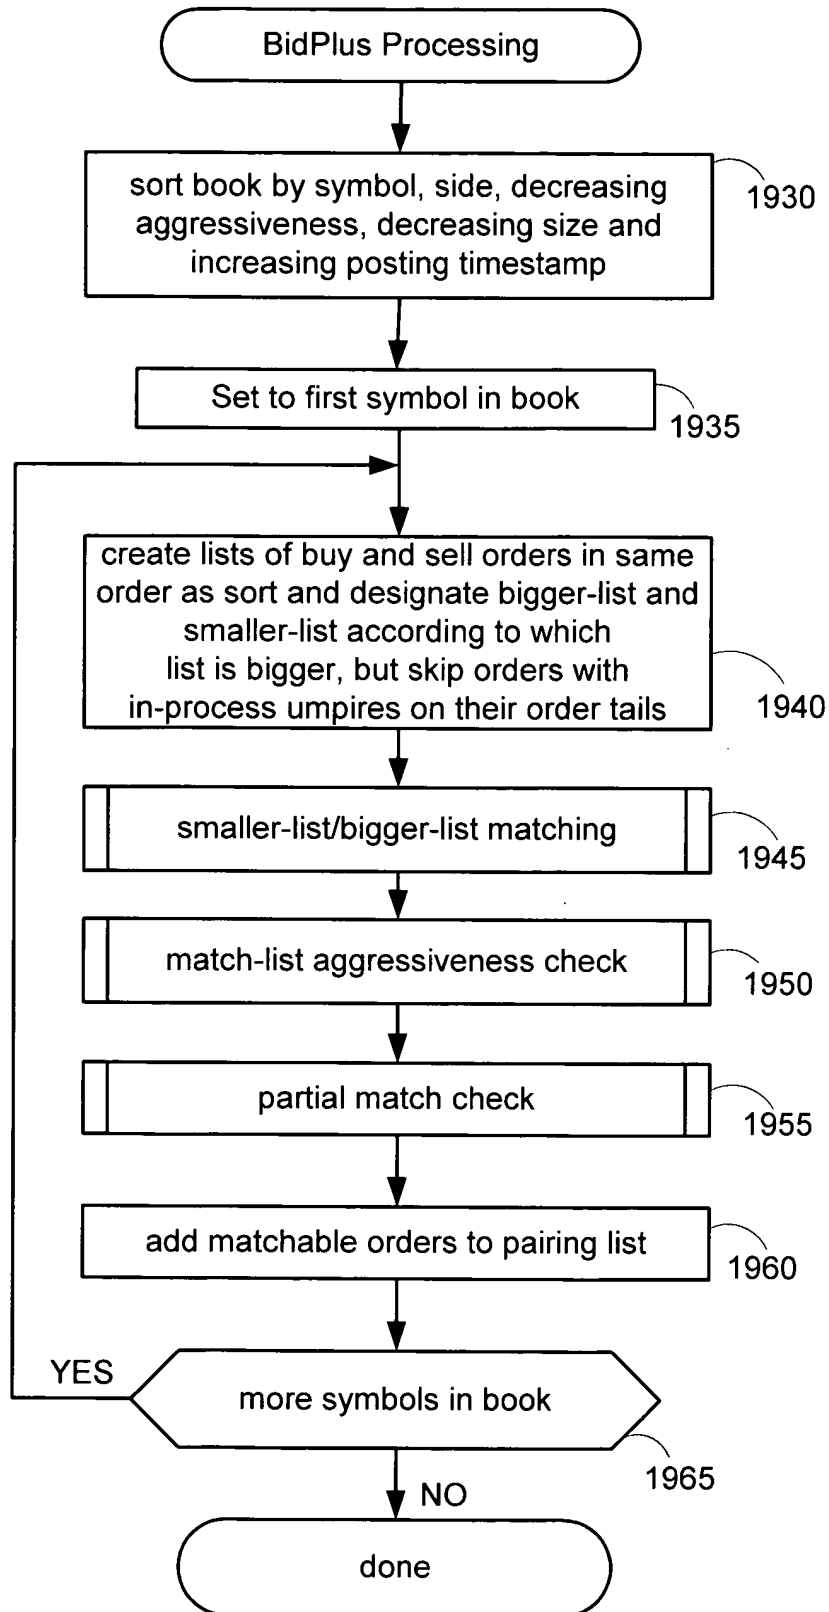 BidPlus Processing
sort book by symbol, side, decreasing
aggressiveness, decreasing size and
increasing posting timestamp
1930
Set to first symbol in book
1935
create lists of buy and sell orders in same
order as sort and designate bigger-list and
smaller-list according to which
list is bigger, but skip orders with
in-process umpires on their order tails
1940
smaller-list/bigger-list matching
1945
match-list aggressiveness check
1950
partial match check
1955
add matchable orders to pairing list
1960
YES
more symbols in book
1965
NO
done